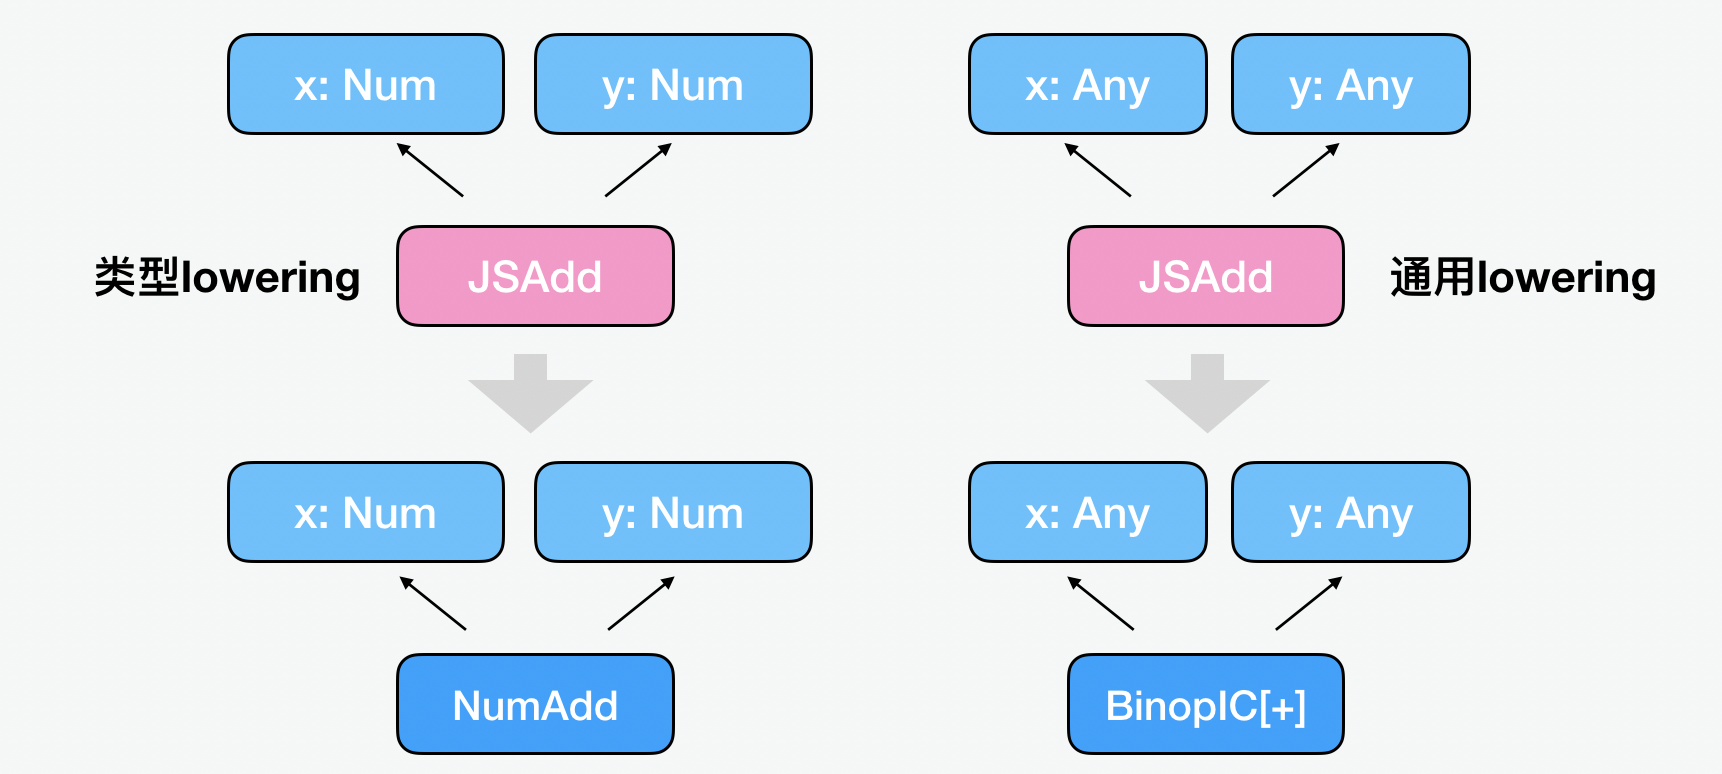 x: Num
y: Num
x: Any
y: Any
类型lowering
JSAdd
JSAdd
通用lowering
x: Num
y: Num
x: Any
y: Any
NumAdd
BinopIC[+]